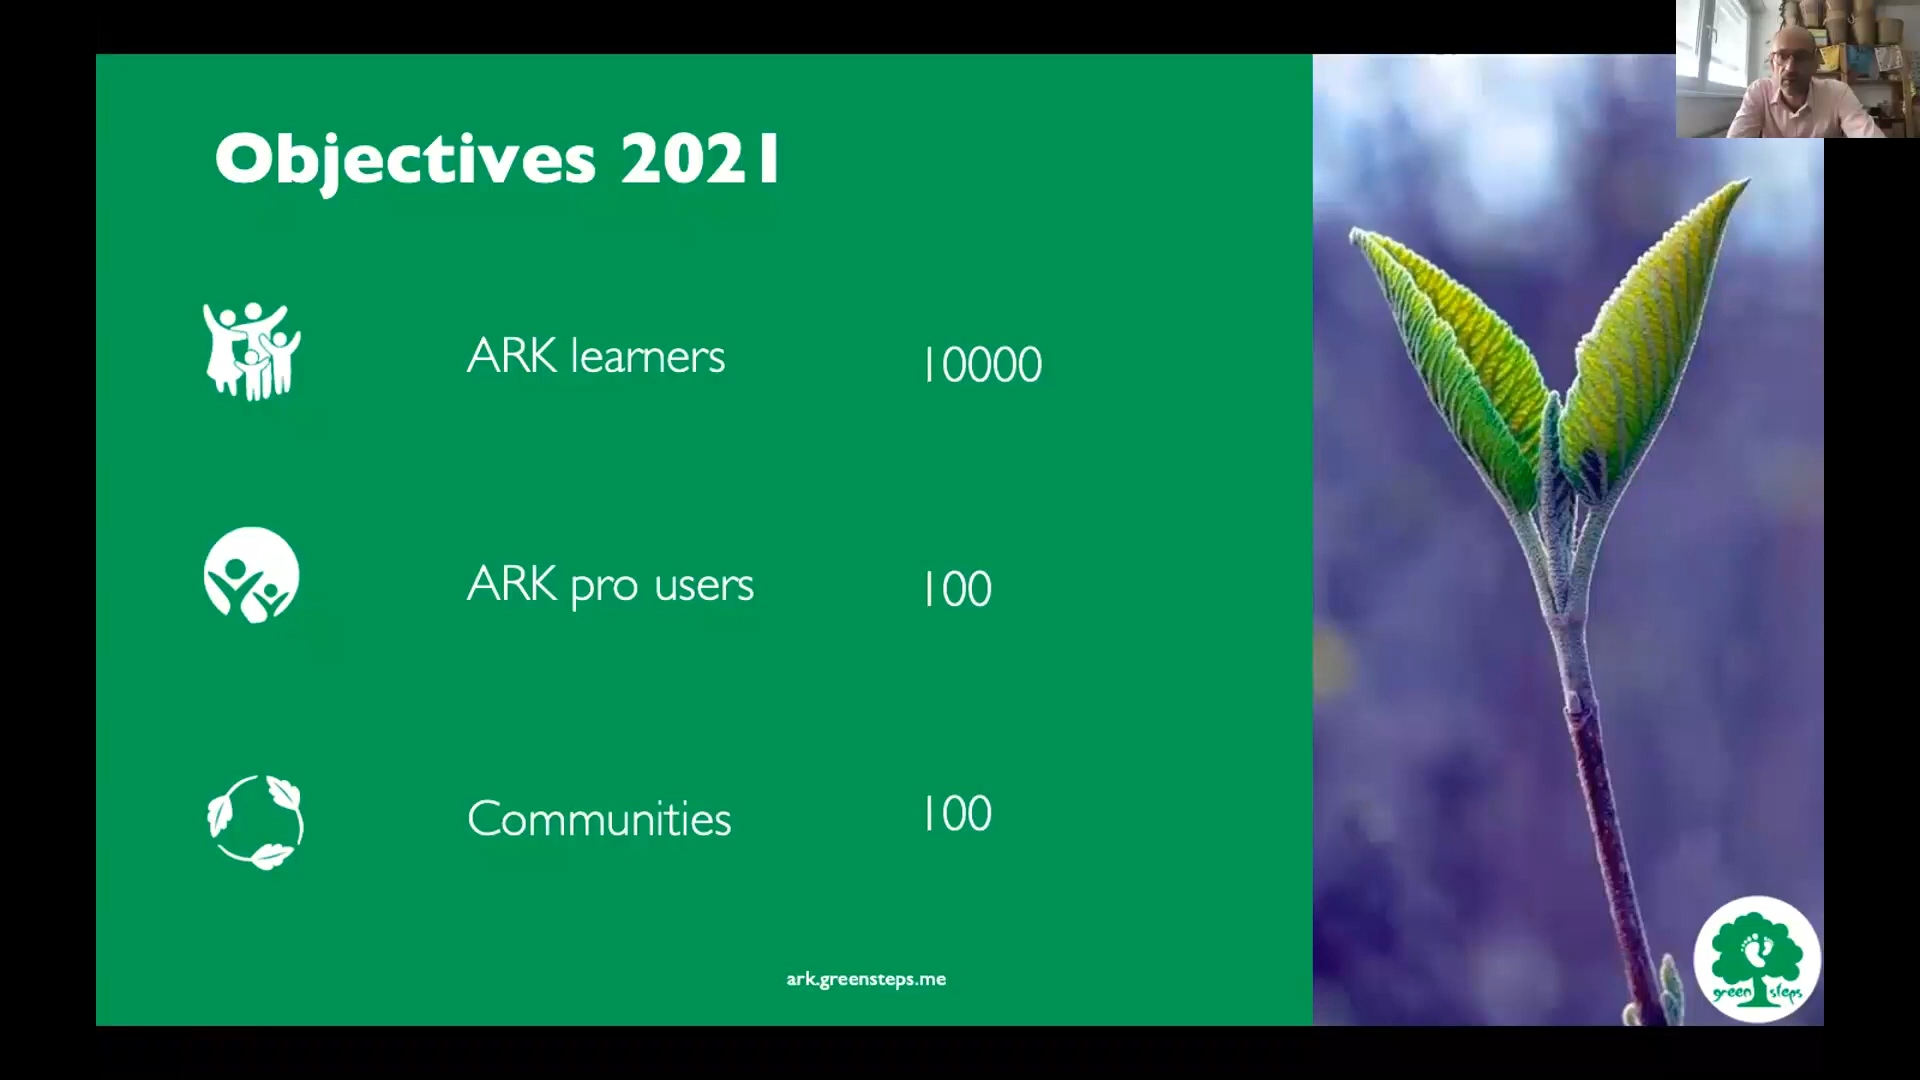 Objectives 2021
ARK learners 10000
ARK pro users 100
Communities 100
ark.greensteps.me
green steps